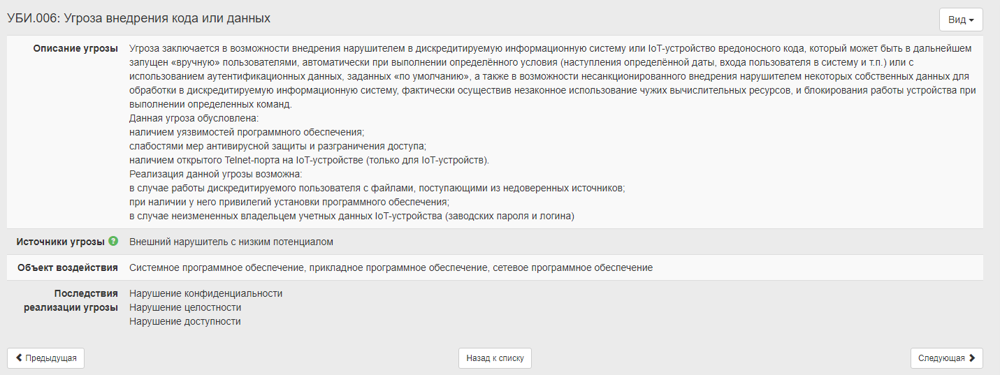 УБИ.006: Угроза внедрения кода или данных
Вид
Описание угрозы
Угроза заключается в возможности внедрения нарушителем в дискредитируемую информационную систему или IoT-устройство вредоносного кода, который может быть в дальнейшем
запущен «вручную» пользователями, автоматически при выполнении определённого условия (наступления определённой даты, входа пользователя в систему и т.п.) или с
использованием аутентификационных данных, заданных «по умолчанию», а также в возможности несанкционированного внедрения нарушителем некоторых собственных данных для
обработки в дискредитируемую информационную систему, фактически осуществив незаконное использование чужих вычислительных ресурсов, и блокирования работы устройства при
выполнении определенных команд.
Данная угроза обусловлена:
наличием уязвимостей программного обеспечения;
слабостями мер антивирусной защиты и разграничения доступа;
наличием открытого Telnet-порта на IoT-устройстве (только для IoT-устройств).
Реализация данной угрозы возможна:
в случае работы дискредитируемого пользователя с файлами, поступающими из недоверенных источников;
при наличии у него привилегий установки программного обеспечения;
в случае неизмененных владельцем учетных данных IoT-устройства (заводских пароля и логина)
Источники угрозы ?
Внешний нарушитель с низким потенциалом
Объект воздействия
Системное программное обеспечение, прикладное программное обеспечение, сетевое программное обеспечение
Последствия
реализации угрозы
Нарушение конфиденциальности
Нарушение целостности
Нарушение доступности
Предыдущая
Назад к списку
Следующая